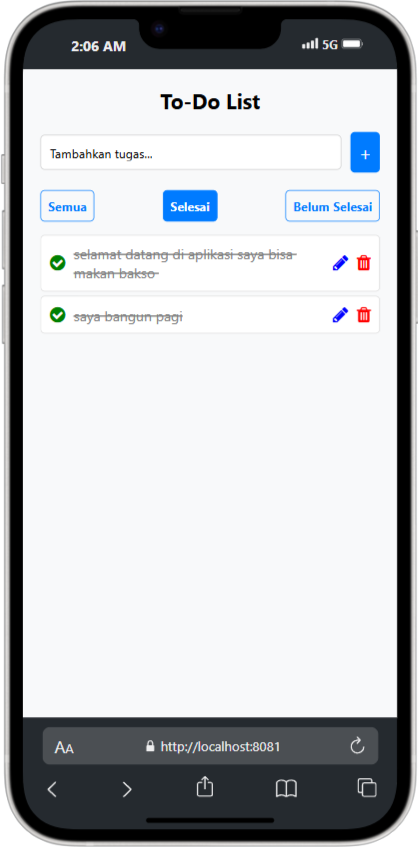 2:06 AM
5G
To-Do List
Tambahkan tugas...
+
Semua
Selesai
Belum Selesai
selamat datang di aplikasi saya bisa
makan bakso
saya bangun pagi
AA
http://localhost:8081